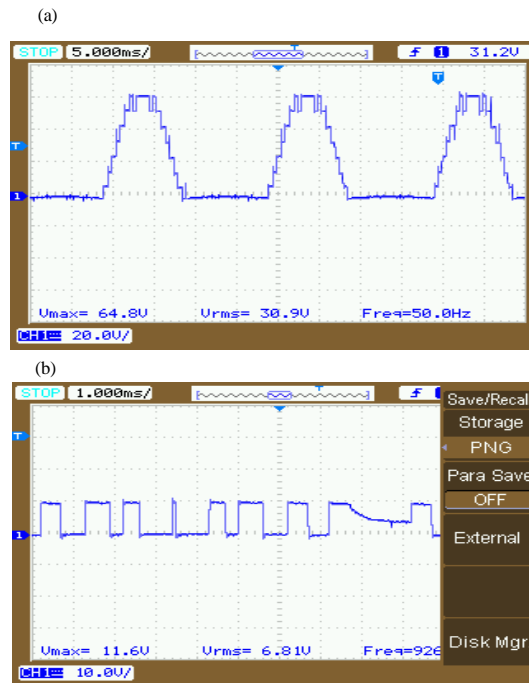 (a)
STOP 5.000ms/ T 1 31.2V
T
T
1
Vmax= 64.8V Vrms= 30.9V Freq=50.0Hz
CH1 20.0V/
(b)
STOP 1.000ms/ T
Save/Recal
Storage
T
PNG
Para Save
OFF
1
External
Disk Mgr
Vmax= 11.6V Vrms= 6.81V Freq=926
CH1 10.0V/